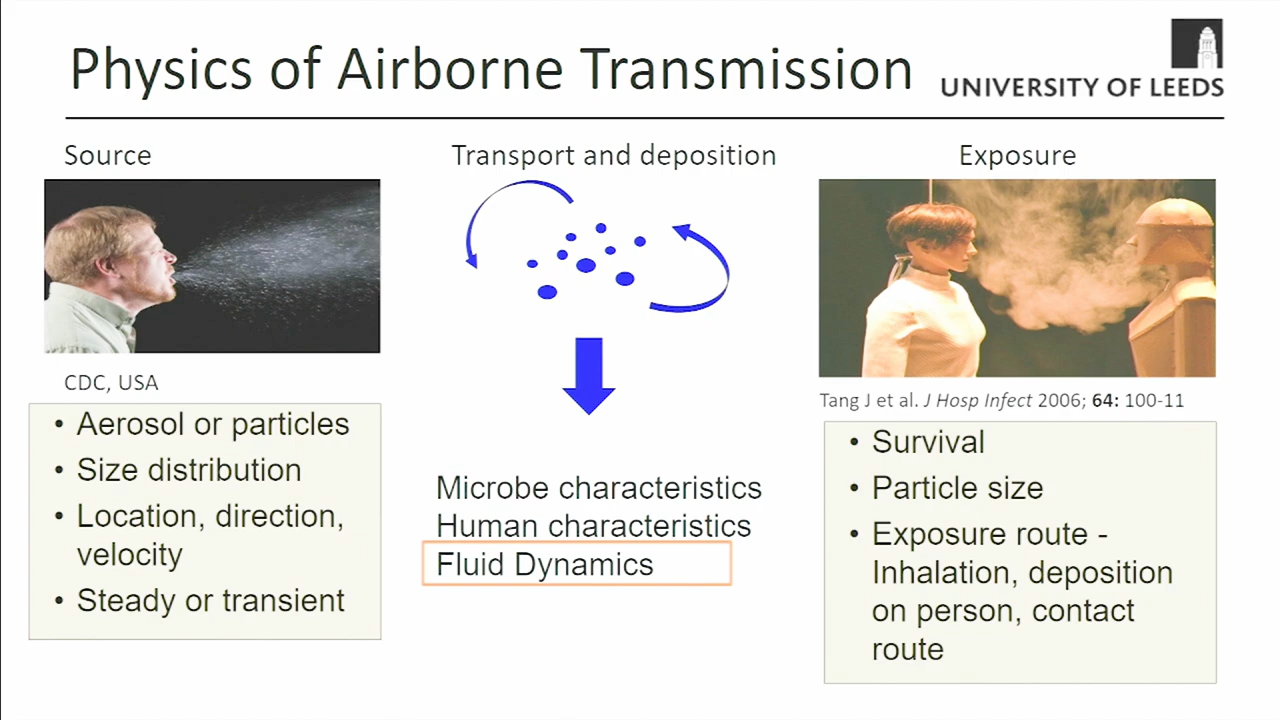 Physics of Airborne Transmission
UNIVERSITY OF LEEDS
Source
Transport and deposition
Exposure
CDC, USA
• Aerosol or particles
• Size distribution
• Location, direction,
velocity
• Steady or transient
Microbe characteristics
Human characteristics
Fluid Dynamics
Tang J et al. J Hosp Infect 2006; 64: 100-11
• Survival
• Particle size
• Exposure route -
Inhalation, deposition
on person, contact
route